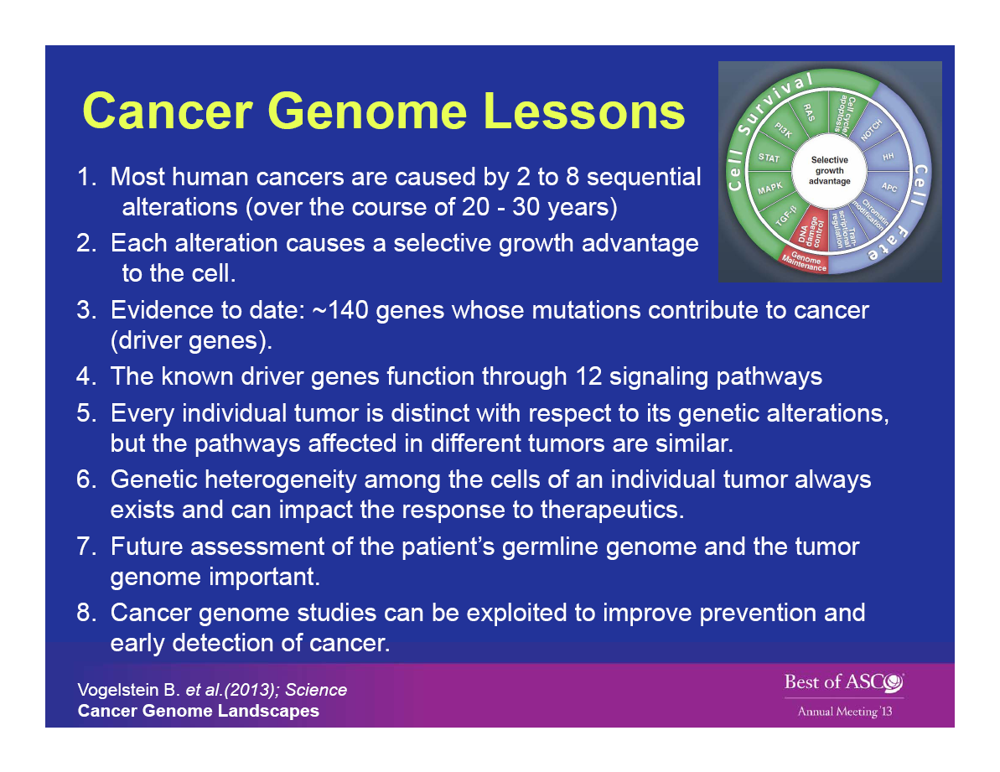 Cancer Genome Lessons
1. Most human cancers are caused by 2 to 8 sequential
alterations (over the course of 20 - 30 years)
2. Each alteration causes a selective growth advantage
to the cell.
3. Evidence to date: ~140 genes whose mutations contribute to cancer
(driver genes).
4. The known driver genes function through 12 signaling pathways
5. Every individual tumor is distinct with respect to its genetic alterations,
but the pathways affected in different tumors are similar.
6. Genetic heterogeneity among the cells of an individual tumor always
exists and can impact the response to therapeutics.
7. Future assessment of the patient’s germline genome and the tumor
genome important.
8. Cancer genome studies can be exploited to improve prevention and
early detection of cancer.
Cell Survival
Cell Fate
Genome
Maintenance
Selective
growth
advantage
Cell cycle/
apoptosis
NOTCH
HH
APC
Chromatin
modification
Tran-
scriptional
regulation
DNA
damage
control
TGF-β
MAPK
STAT
PI3K
RAS
Vogelstein B. et al.(2013); Science
Cancer Genome Landscapes
Best of ASCO
Annual Meeting '13